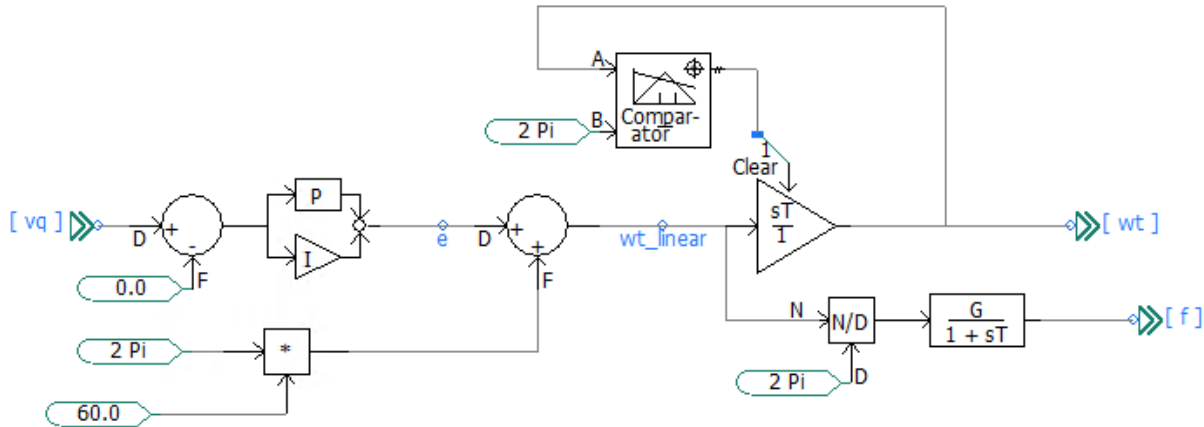 A
B
Compar-
ator
2 Pi
1
Clear
[ vq ]
D
+
-
F
0.0
P
I
e
D
+
+
F
wt_linear
sT
1
[ wt ]
2 Pi
*
60.0
N
N/D
D
2 Pi
G
1 + sT
[ f ]